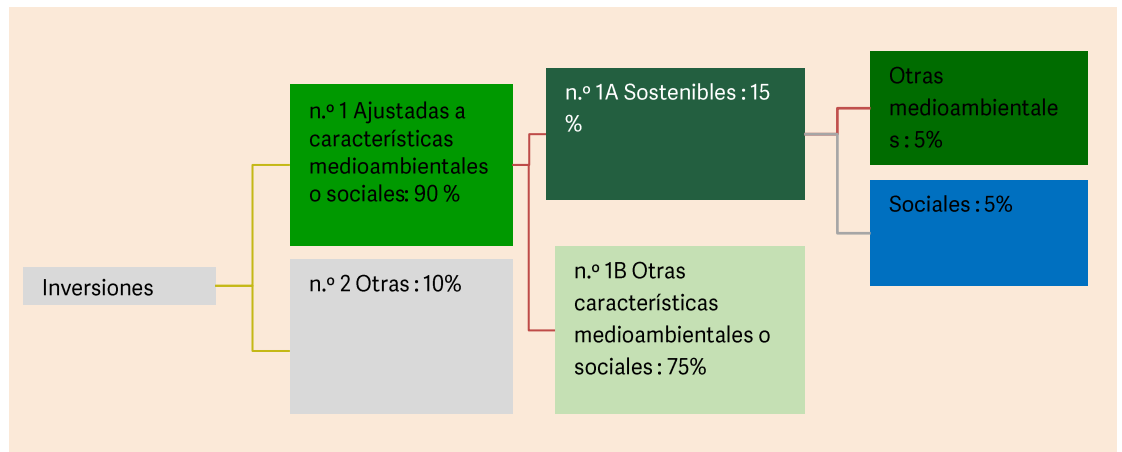 Inversiones
n.º 1 Ajustadas a
características
medioambientales
o sociales: 90 %
n.º 2 Otras : 10%
n.º 1A Sostenibles : 15
%
n.º 1B Otras
características
medioambientales o
sociales : 75%
Otras
medioambientale
s : 5%
Sociales : 5%